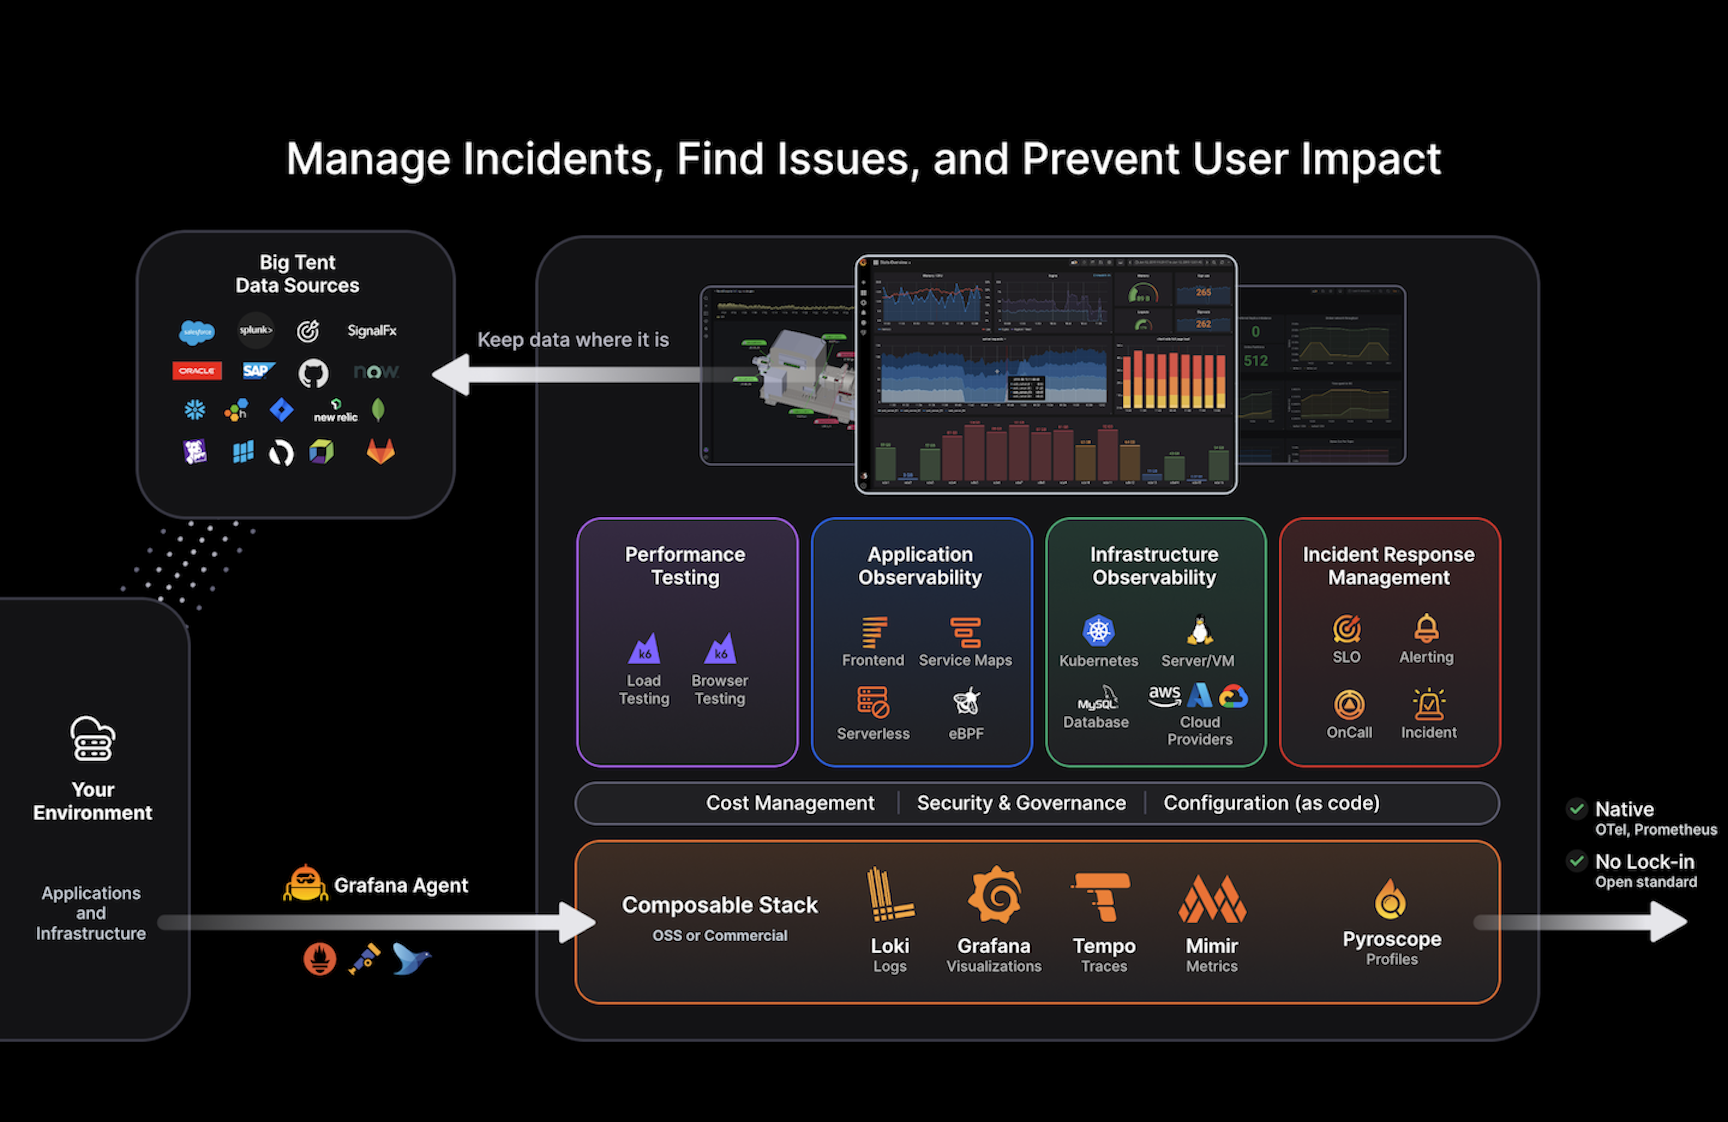 Manage Incidents, Find Issues, and Prevent User Impact
Big Tent
Data Sources
salesforce
splunk>
SignalFx
ORACLE
SAP
now
h
new relic
Keep data where it is
265
262
0
512
Performance
Testing
k6
k6
Load
Testing
Browser
Testing
Application
Observability
Frontend
Service Maps
Serverless
eBPF
Infrastructure
Observability
Kubernetes
Server/VM
MySQL
Database
aws
Cloud
Providers
Incident Response
Management
SLO
Alerting
OnCall
Incident
Cost Management
Security & Governance
Configuration (as code)
Your
Environment
Applications
and
Infrastructure
Grafana Agent
Composable Stack
OSS or Commercial
Loki
Logs
Grafana
Visualizations
Tempo
Traces
Mimir
Metrics
Pyroscope
Profiles
Native
OTel, Prometheus
No Lock-in
Open standard